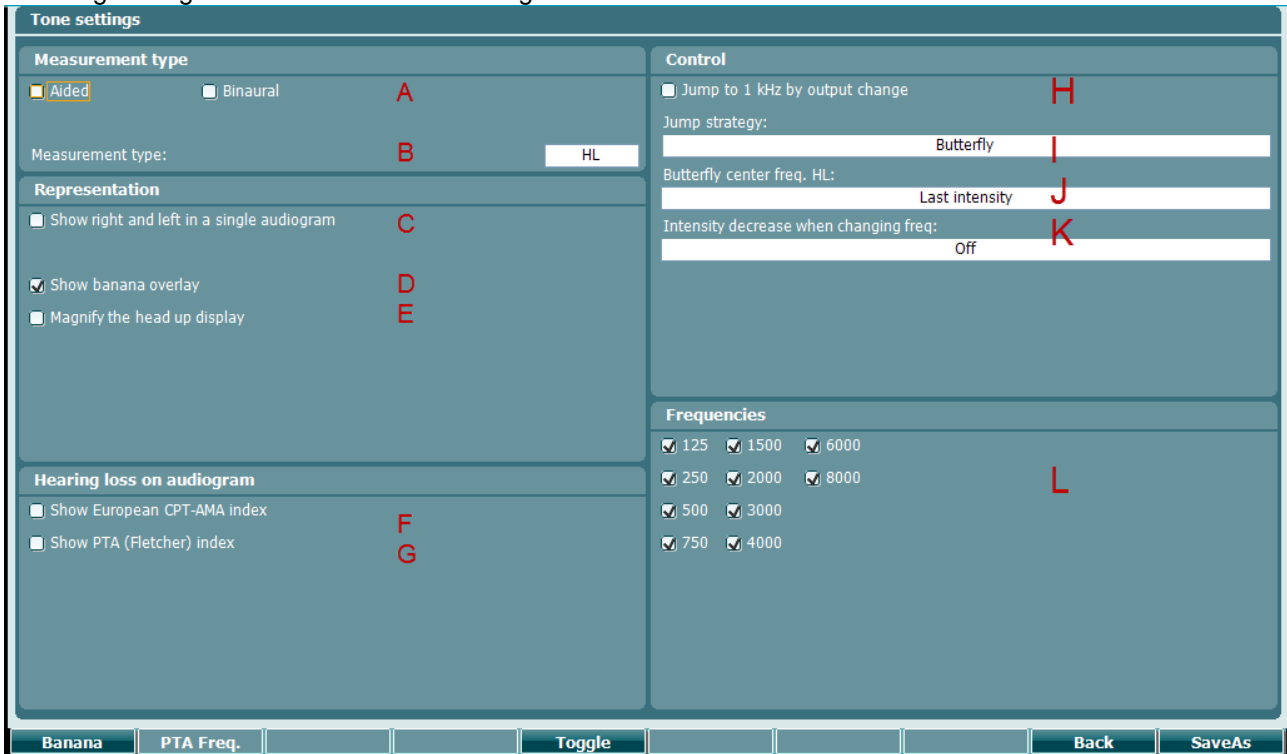 Tone settings
Measurement type
Aided Binaural A
Measurement type: B HL
Representation
Show right and left in a single audiogram C
Show banana overlay D
Magnify the head up display E
Hearing loss on audiogram
Show European CPT-AMA index F
Show PTA (Fletcher) index G
Control
Jump to 1 kHz by output change H
Jump strategy:
Butterfly I
Butterfly center freq. HL:
Last intensity J
Intensity decrease when changing freq: K
Off
Frequencies
125 1500 6000
250 2000 8000 L
500 3000
750 4000
Banana PTA Freq. Toggle Back SaveAs